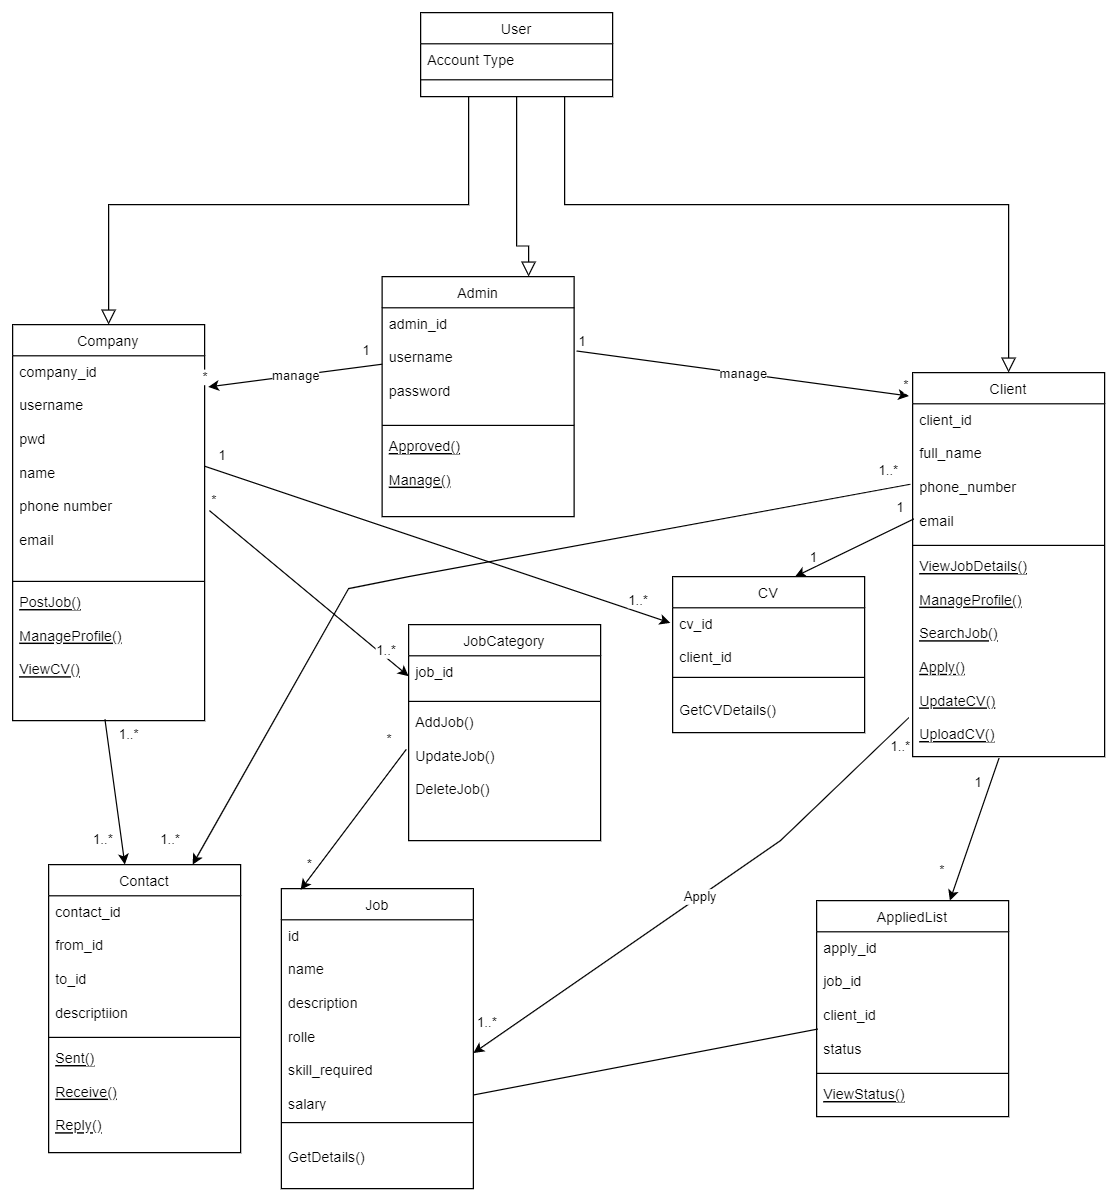 User
Account Type
Admin
admin_id
username
password
Approved()
Manage()
Company
company_id
username
pwd
name
phone number
email
PostJob()
ManageProfile()
ViewCV()
Client
client_id
full_name
phone_number
email
ViewJobDetails()
ManageProfile()
SearchJob()
Apply()
UpdateCV()
UploadCV()
1
manage
*
1
manage
*
1
*
1..*
1
1
1..*
1..*
CV
cv_id
client_id
GetCVDetails()
JobCategory
job_id
AddJob()
UpdateJob()
DeleteJob()
1..*
1..*
1..*
*
*
1..*
1
*
Apply
1..*
Contact
contact_id
from_id
to_id
descriptiion
Sent()
Receive()
Reply()
Job
id
name
description
rolle
skill_required
salary
GetDetails()
AppliedList
apply_id
job_id
client_id
status
ViewStatus()